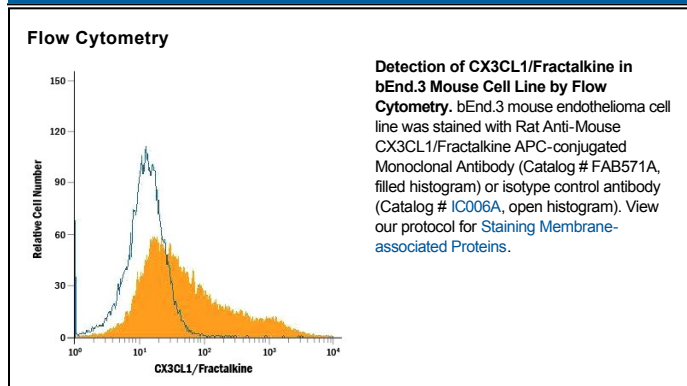 Flow Cytometry
150
120
90
60
30
0
Relative Cell Number
10⁰ 10¹ 10² 10³ 10⁴
CX3CL1/Fractalkine
Detection of CX3CL1/Fractalkine in
bEnd.3 Mouse Cell Line by Flow
Cytometry. bEnd.3 mouse endothelioma cell
line was stained with Rat Anti-Mouse
CX3CL1/Fractalkine APC-conjugated
Monoclonal Antibody (Catalog # FAB571A,
filled histogram) or isotype control antibody
(Catalog # IC006A, open histogram). View
our protocol for Staining Membrane-
associated Proteins.